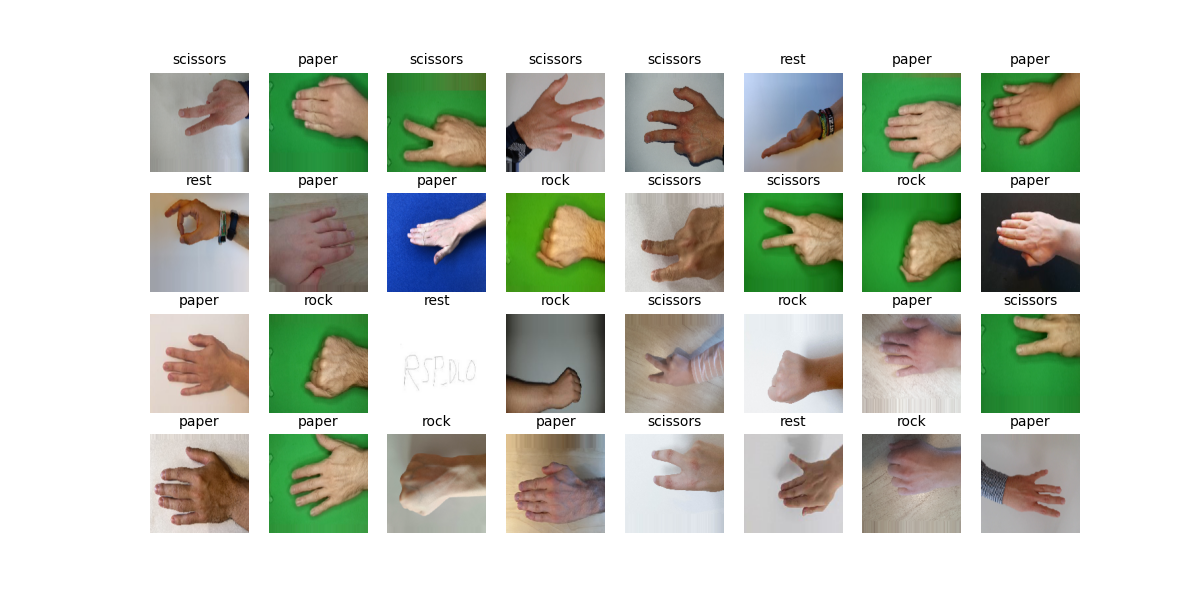 scissors paper scissors scissors scissors rest paper paper
rest paper paper rock scissors scissors rock paper
paper rock rest rock scissors rock paper scissors
RSPDLO
paper paper rock paper scissors rest rock paper